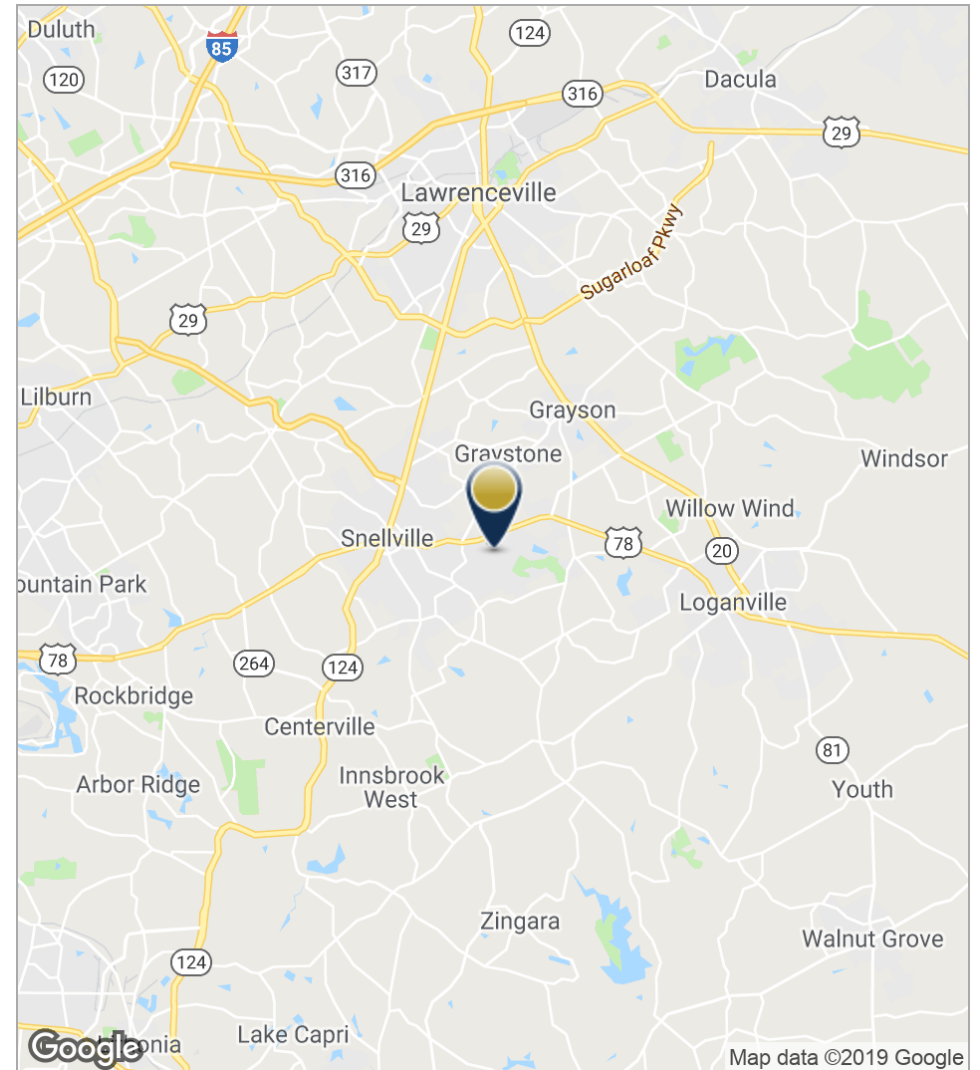 Duluth
124
85
317
120
Dacula
316
29
316
Lawrenceville
29
Sugarloaf Pkwy
29
Lilburn
Grayson
Graystone
Windsor
Willow Wind
Snellville
78
20
ountain Park
Loganville
78
264
124
Rockbridge
Centerville
81
Innsbrook
West
Arbor Ridge
Youth
Zingara
Walnut Grove
124
Lake Capri
Google
onia
Map data ©2019 Google